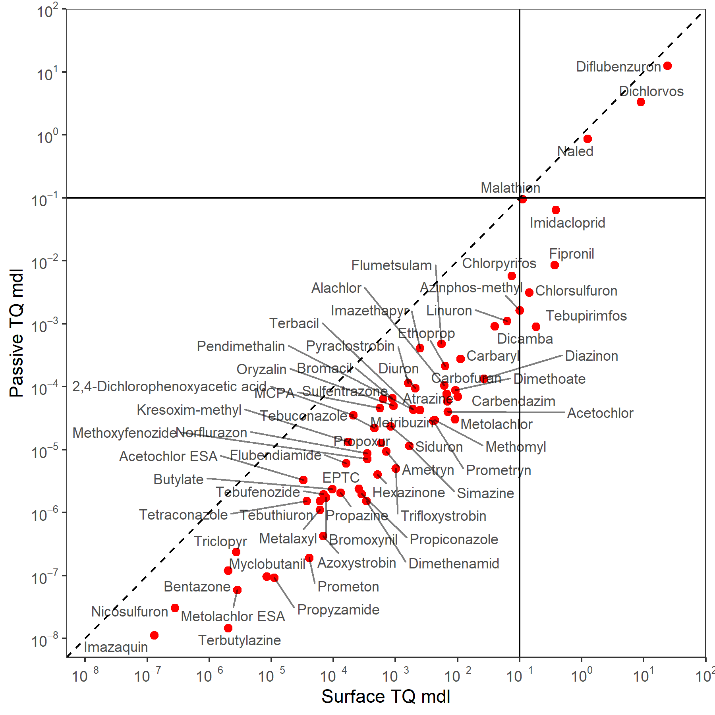 10²
10¹
10⁰
10⁻¹
10⁻²
10⁻³
10⁻⁴
10⁻⁵
10⁻⁶
10⁻⁷
10⁻⁸
Passive TQ mdl
Diflubenzuron
Dichlorvos
Naled
Malathion
Imidacloprid
Fipronil
Flumetsulam
Chlorpyrifos
Alachlor
Azinphos-methyl
Chlorsulfuron
Imazethapyr
Linuron
Tebupirimfos
Terbacil
Ethoprop
Dicamba
Pendimethalin
Pyraclostrobin
Carbaryl
Diazinon
Oryzalin
Bromacil
Diuron
Carbofuran
Dimethoate
2,4-Dichlorophenoxyacetic acid
MCPA
Sulfentrazone
Atrazine
Carbendazim
Kresoxim-methyl
Tebuconazole
Metribuzin
Metolachlor
Acetochlor
Methoxyfenozide
Norflurazon
Propoxur
Siduron
Methomyl
Acetochlor ESA
Flubendiamide
Ametryn
Prometryn
Butylate
EPTC
Hexazinone
Simazine
Tebufenozide
Tetraconazole
Tebuthiuron
Propazine
Trifloxystrobin
Triclopyr
Metalaxyl
Bromoxynil
Propiconazole
Myclobutanil
Azoxystrobin
Dimethenamid
Bentazone
Prometon
Nicosulfuron
Metolachlor ESA
Propyzamide
Imazaquin
Terbutylazine
10⁻⁸ 10⁻⁷ 10⁻⁶ 10⁻⁵ 10⁻⁴ 10⁻³ 10⁻² 10⁻¹ 10⁰ 10¹ 10²
Surface TQ mdl